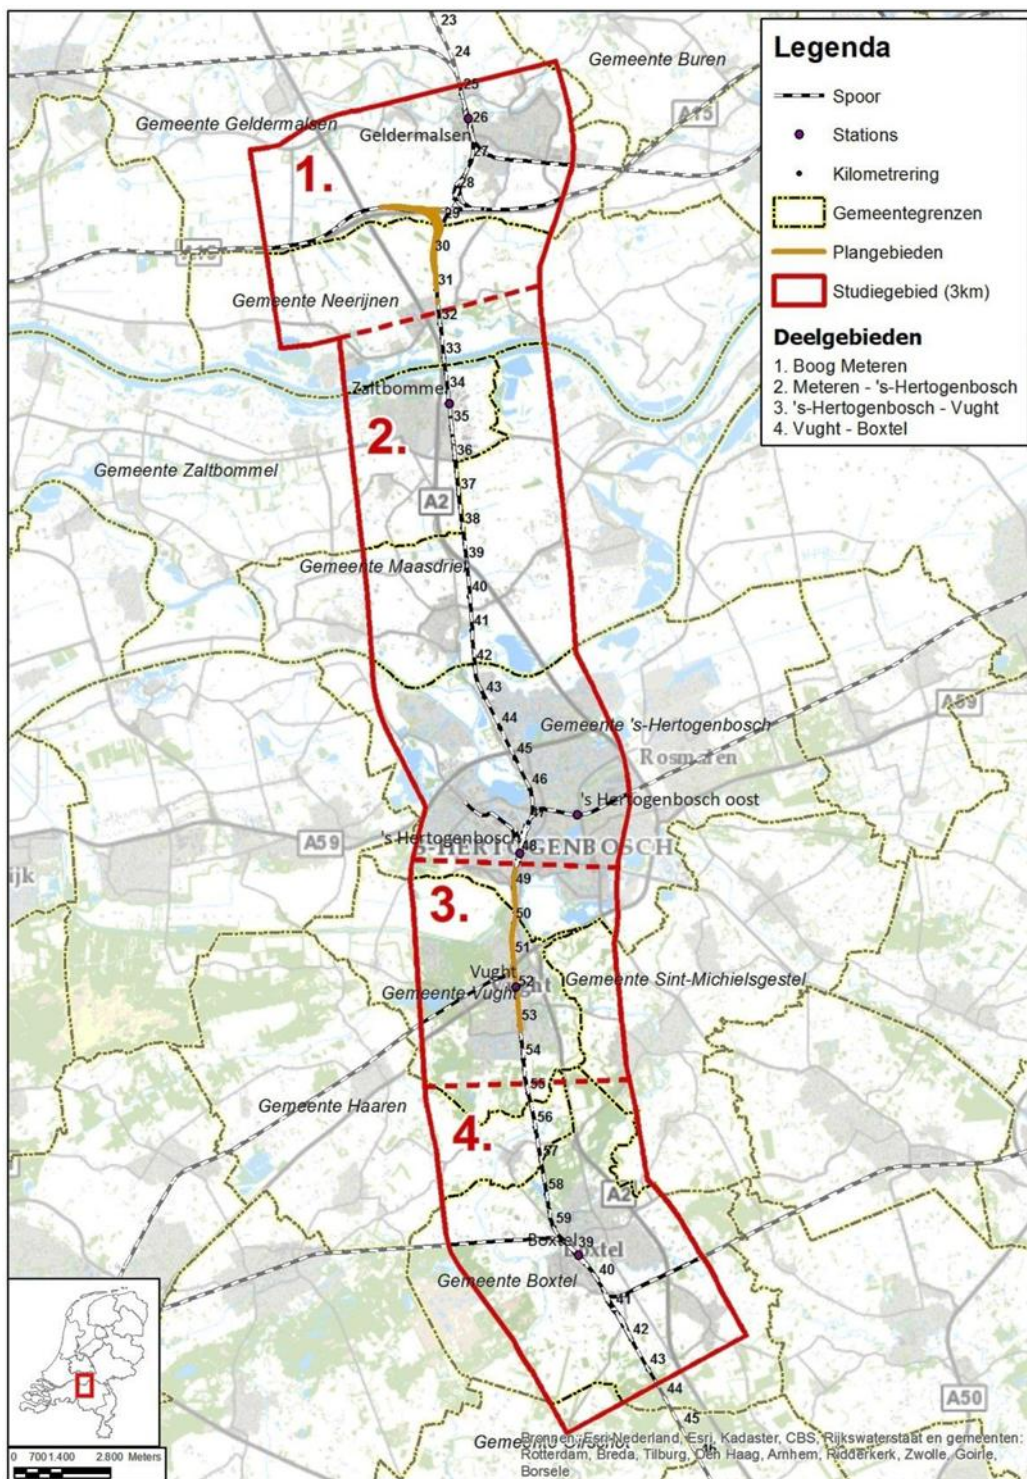 23
24
Gemeente Buren
25
A15
Gemeente Geldermalsen
26
Geldermalsen
27
1.
28
29
30
31
Gemeente Neerijnen
32
33
34
Zaltbommel
35
2.
36
Gemeente Zaltbommel
37
A2
38
39
Gemeente Maasdriel
40
41
42
43
44
Gemeente 's-Hertogenbosch
A59
45
Rosmalen
46
's Hertogenbosch oost
47
A59
's Hertogenbosch
48
S-HERTOGENBOSCH
ijk
49
3.
50
51
Gemeente Sint-Michielsgestel
Vught
52
Gemeente Vught
53
54
55
Gemeente Haaren
56
4.
57
58
A2
59
Boxtel
39
Boxtel
40
Gemeente Boxtel
41
42
43
44
A50
45
46
Legenda
Spoor
Stations
Kilometrering
Gemeentegrenzen
Plangebieden
Studiegebied (3km)
Deelgebieden
1. Boog Meteren
2. Meteren - 's-Hertogenbosch
3. 's-Hertogenbosch - Vught
4. Vught - Boxtel
0 700 1.400 2.800 Meters
Bronnen: Esri Nederland, Esri, Kadaster, CBS, Rijkswaterstaat en gemeenten:
Rotterdam, Breda, Tilburg, Den Haag, Arnhem, Ridderkerk, Zwolle, Goirle,
Borsele